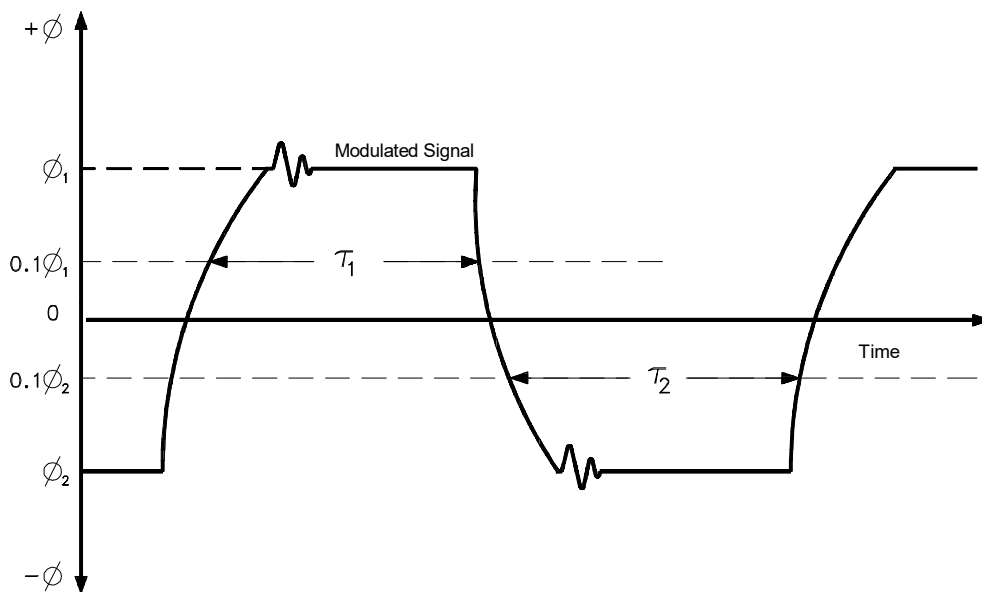 +∅
Modulated Signal
∅₁
0.1∅₁
τ₁
0
Time
0.1∅₂
τ₂
∅₂
−∅